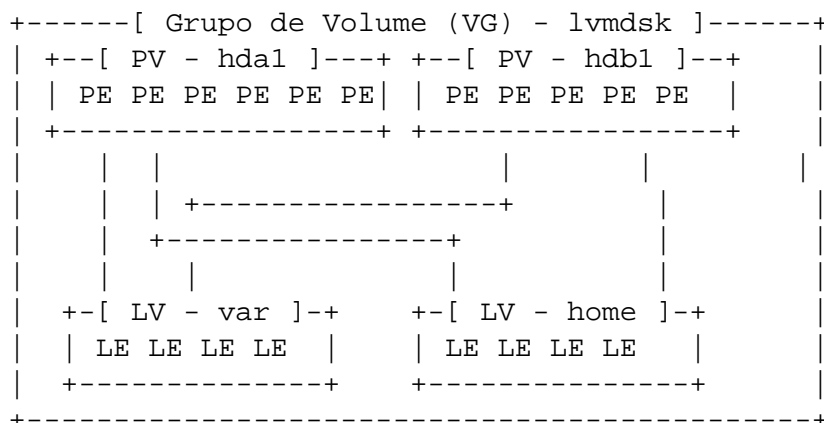 +------[ Grupo de Volume (VG) - lvmdsk ]------+
| +--[ PV - hda1 ]---+ +--[ PV - hdb1 ]--+ |
| | PE PE PE PE PE PE| | PE PE PE PE PE | |
| +------------------+ +-----------------+ |
| | | | | |
| | | +-----------------+ | |
| | +----------------+ | |
| | | | | |
| +-[ LV - var ]-+ +-[ LV - home ]-+ |
| | LE LE LE LE | | LE LE LE LE | |
| +--------------+ +---------------+ |
+---------------------------------------------+